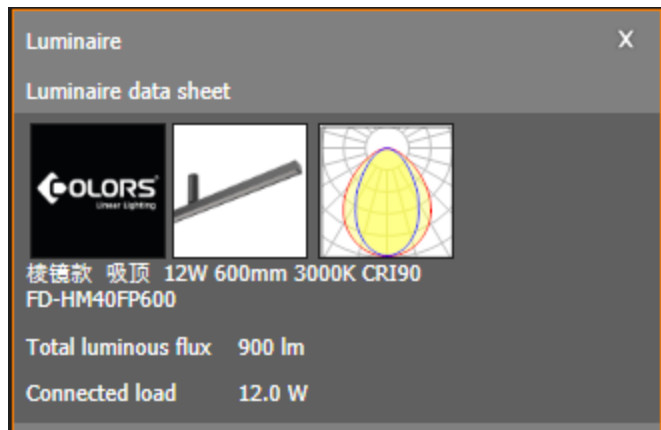 Luminaire X
Luminaire data sheet
COLORS
Linear Lighting
棱镜款 吸顶 12W 600mm 3000K CRI90
FD-HM40FP600
Total luminous flux 900 lm
Connected load 12.0 W